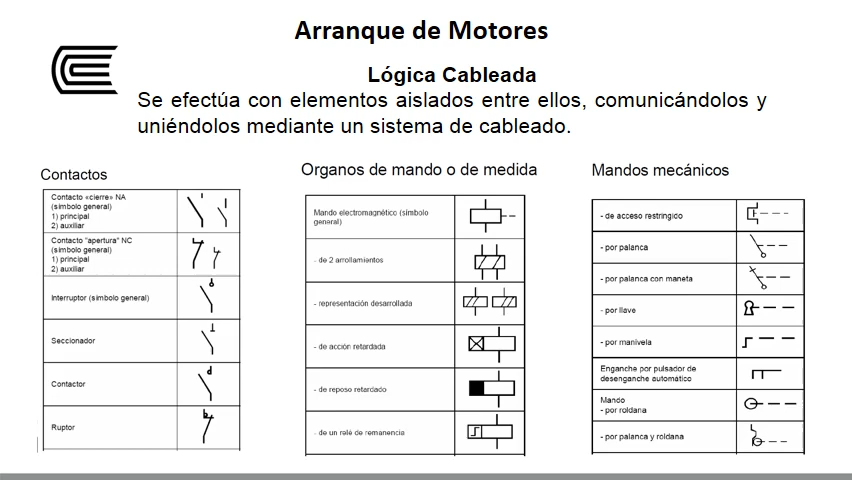 Arranque de Motores
Lógica Cableada
Se efectúa con elementos aislados entre ellos, comunicándolos y
uniéndolos mediante un sistema de cableado.
Contactos
Contacto «cierre» NA
(símbolo general)
1) principal
2) auxiliar
Contacto "apertura" NC
(símbolo general)
1) principal
2) auxiliar
Interruptor (símbolo general)
Seccionador
Contactor
Ruptor
Organos de mando o de medida
Mando electromagnético (símbolo
general)
- de 2 arrollamientos
- representación desarrollada
- de acción retardada
- de reposo retardado
- de un relé de remanencia
Mandos mecánicos
- de acceso restringido
- por palanca
- por palanca con maneta
- por llave
- por manivela
Enganche por pulsador de
desenganche automático
Mando
- por roldana
- por palanca y roldana